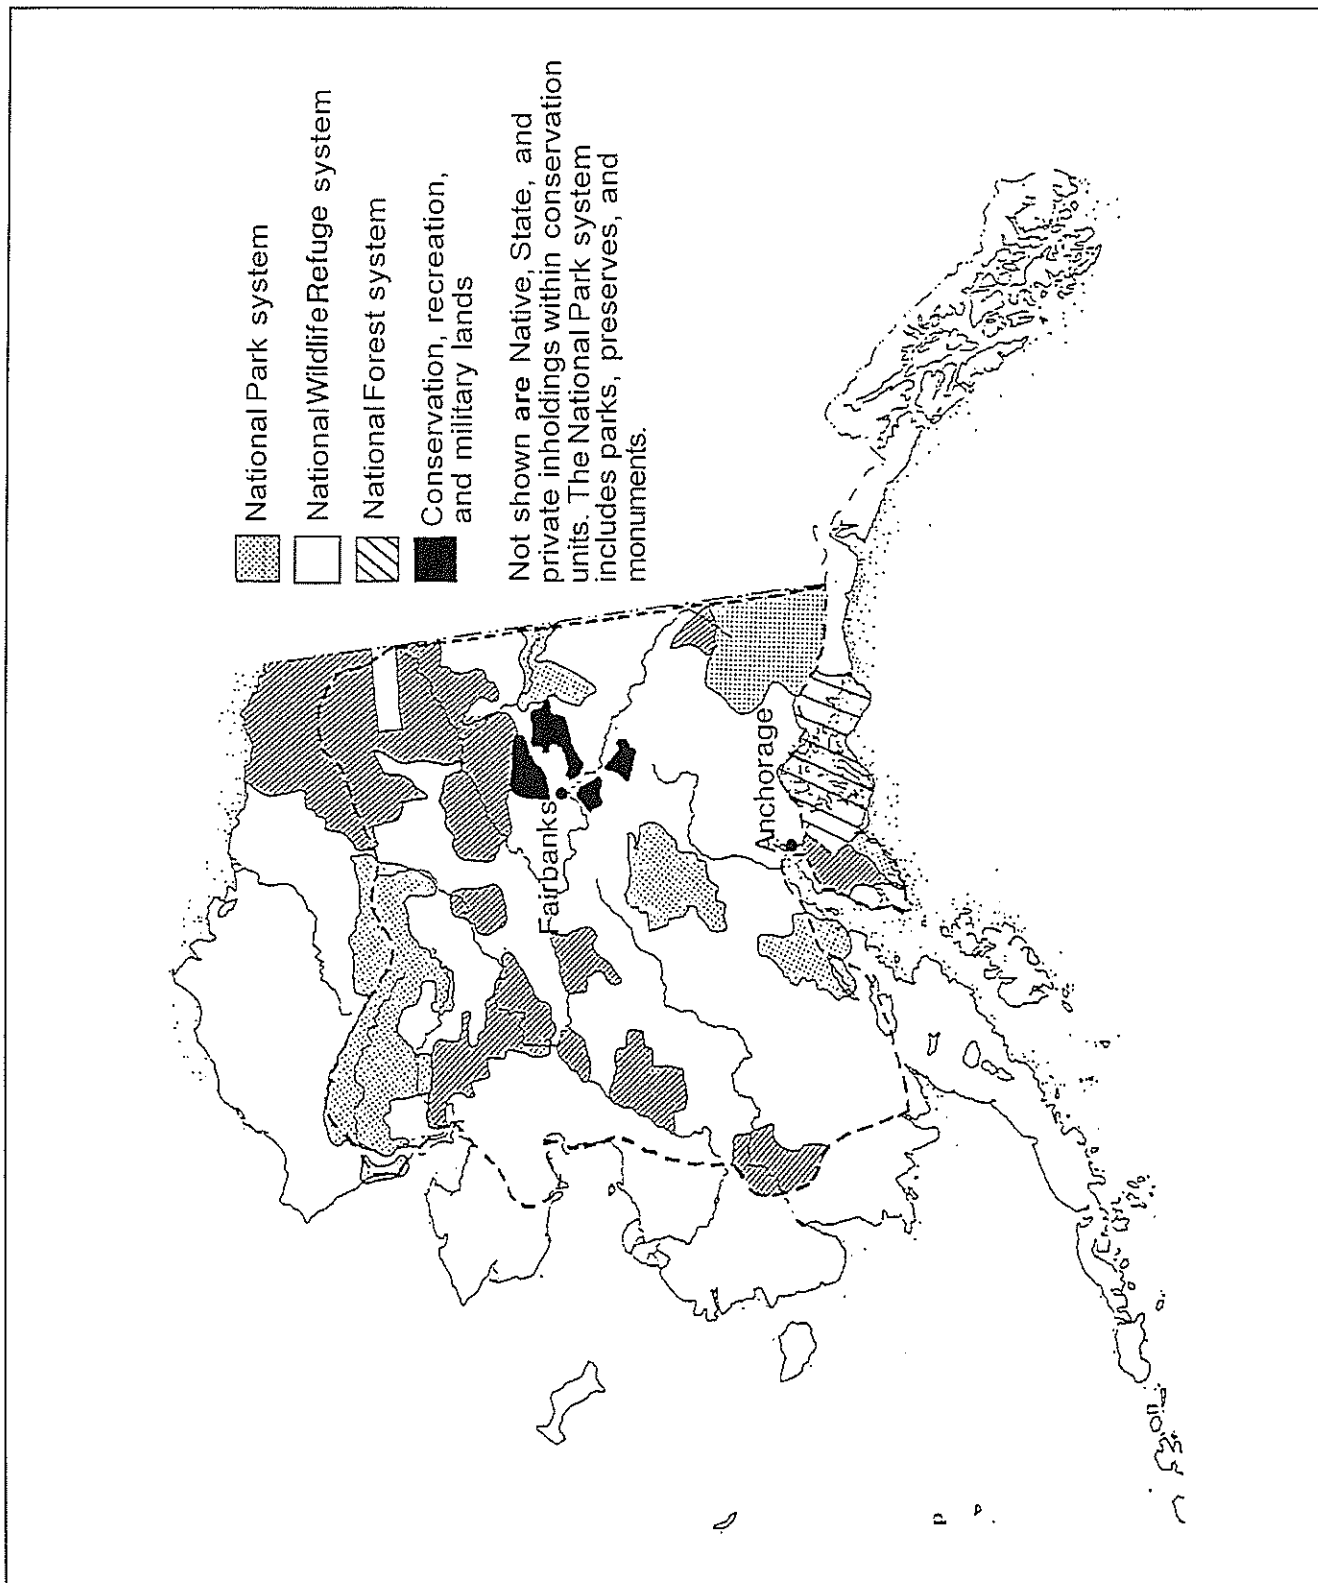 National Park system
National Wildlife Refuge system
National Forest system
Conservation, recreation,
and military lands
Not shown are Native, State, and
private inholdings within conservation
units. The National Park system
includes parks, preserves, and
monuments.
Fairbanks
Anchorage